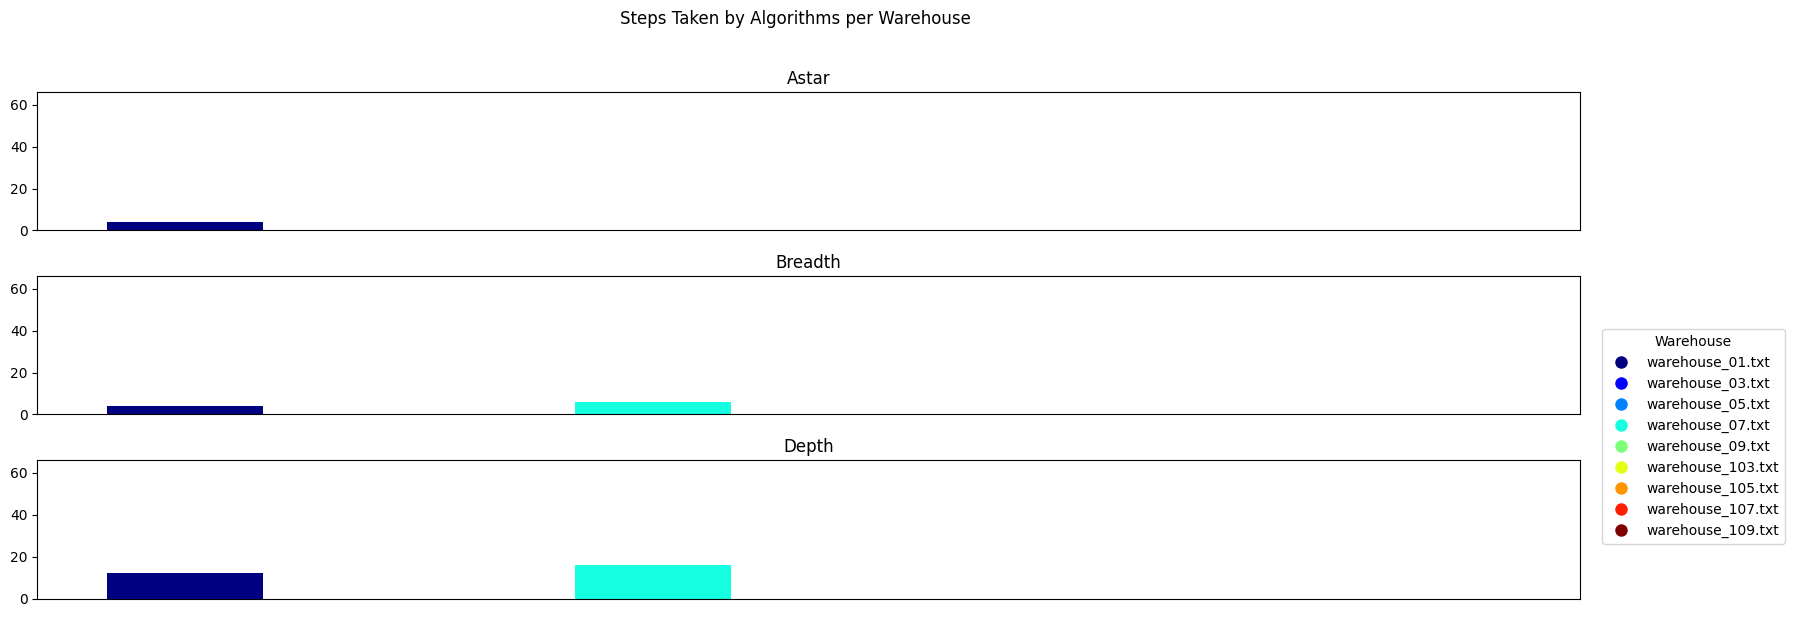 Steps Taken by Algorithms per Warehouse
Astar
60
40
20
0
Breadth
60
40
20
0
Depth
60
40
20
0
Warehouse
warehouse_01.txt
warehouse_03.txt
warehouse_05.txt
warehouse_07.txt
warehouse_09.txt
warehouse_103.txt
warehouse_105.txt
warehouse_107.txt
warehouse_109.txt